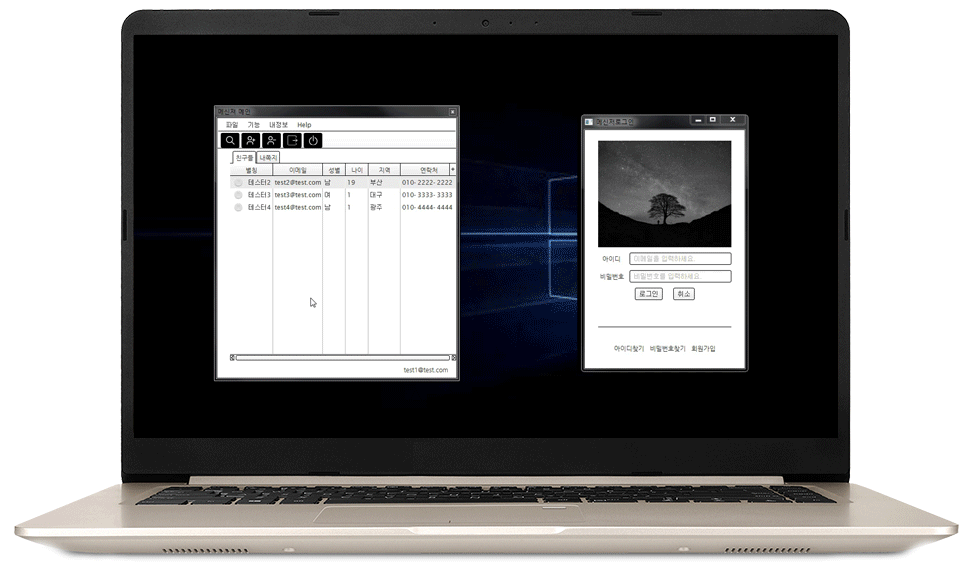 메신저 메인
파일 기능 내정보 Help
친구들 내쪽지
별칭 이메일 성별 나이 지역 연락처
테스터2 test2@test.com 남 19 부산 010- 2222- 2222
테스터3 test3@test.com 여 1 대구 010- 3333- 3333
테스터4 test4@test.com 남 1 광주 010- 4444- 4444
test1@test.com
메신저로그인
아이디 이메일을 입력하세요.
비밀번호 비밀번호를 입력하세요.
로그인 취소
아이디찾기 비밀번호찾기 회원가입